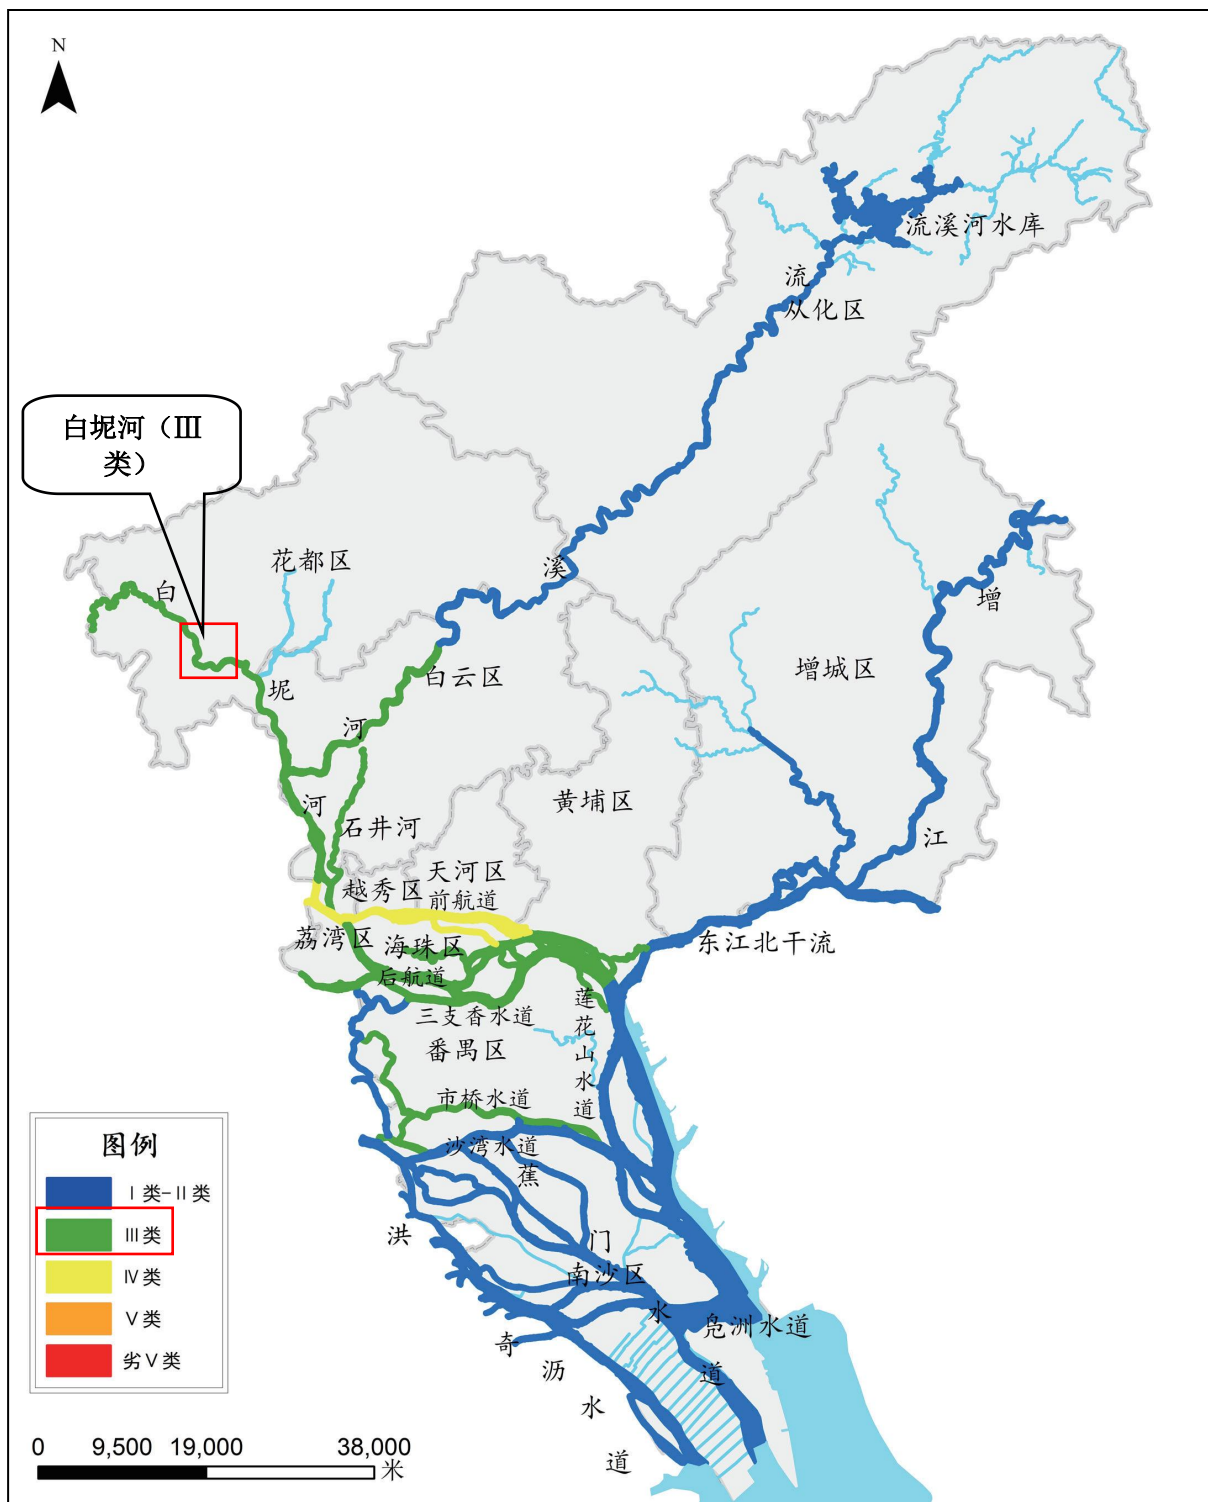 N
流溪河水库
流
从化区
白坭河（Ⅲ
类）
溪
花都区
白
增
坭
白云区
增城区
河
河
黄埔区
石井河
江
天河区
越秀区
前航道
荔湾区
海珠区
东江北干流
后航道
莲
花
山
水
道
三支香水道
番禺区
市桥水道
沙湾水道
蕉
洪
门
南沙区
水
凫洲水道
奇
沥
道
水
道
图例
Ⅰ类-Ⅱ类
Ⅲ类
Ⅳ类
Ⅴ类
劣Ⅴ类
0 9,500 19,000 38,000
米